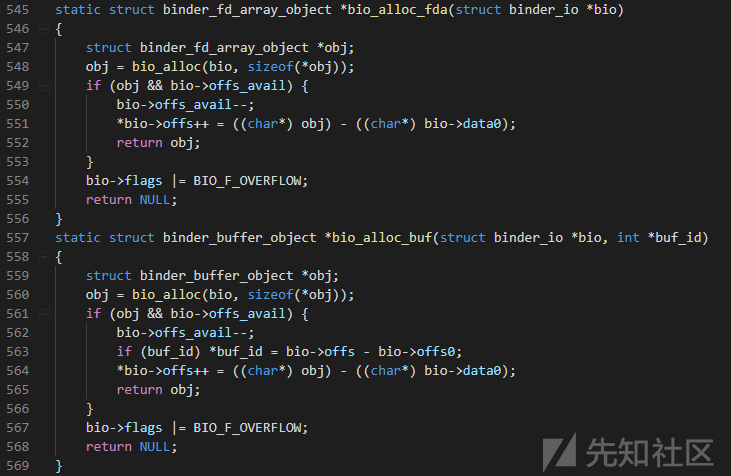 545 static struct binder_fd_array_object *bio_alloc_fda(struct binder_io *bio)
546 {
547     struct binder_fd_array_object *obj;
548     obj = bio_alloc(bio, sizeof(*obj));
549     if (obj && bio->offs_avail) {
550         bio->offs_avail--;
551         *bio->offs++ = ((char*) obj) - ((char*) bio->data0);
552         return obj;
553     }
554     bio->flags |= BIO_F_OVERFLOW;
555     return NULL;
556 }
557 static struct binder_buffer_object *bio_alloc_buf(struct binder_io *bio, int *buf_id)
558 {
559     struct binder_buffer_object *obj;
560     obj = bio_alloc(bio, sizeof(*obj));
561     if (obj && bio->offs_avail) {
562         bio->offs_avail--;
563         if (buf_id) *buf_id = bio->offs - bio->offs0;
564         *bio->offs++ = ((char*) obj) - ((char*) bio->data0);
565         return obj;
566     }
567     bio->flags |= BIO_F_OVERFLOW;
568     return NULL;
569 }
先知社区